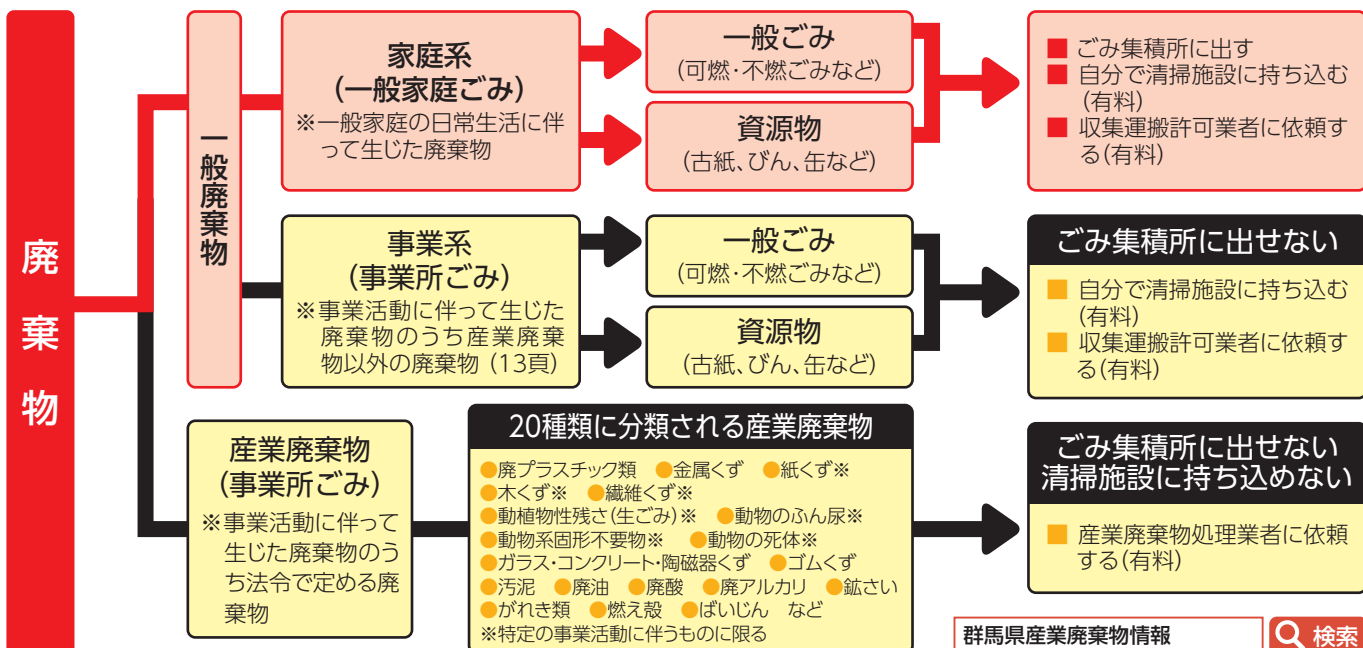 廃棄物
一般廃棄物
家庭系
(一般家庭ごみ)
※一般家庭の日常生活に伴
って生じた廃棄物
一般ごみ
(可燃・不燃ごみなど)
資源物
(古紙、びん、缶など)
■ ごみ集積所に出す
■ 自分で清掃施設に持ち込む
(有料)
■ 収集運搬許可業者に依頼す
る(有料)
事業系
(事業所ごみ)
※事業活動に伴って生じた
廃棄物のうち産業廃棄
物以外の廃棄物 (13頁)
一般ごみ
(可燃・不燃ごみなど)
資源物
(古紙、びん、缶など)
ごみ集積所に出せない
■ 自分で清掃施設に持ち込む
(有料)
■ 収集運搬許可業者に依頼す
る(有料)
産業廃棄物
(事業所ごみ)
※事業活動に伴って
生じた廃棄物のう
ち法令で定める廃
棄物
20種類に分類される産業廃棄物
●廃プラスチック類 ●金属くず ●紙くず※
●木くず※ ●繊維くず※
●動植物性残さ(生ごみ)※ ●動物のふん尿※
●動物系固形不要物※ ●動物の死体※
●ガラス・コンクリート・陶磁器くず ●ゴムくず
●汚泥 ●廃油 ●廃酸 ●廃アルカリ ●鉱さい
●がれき類 ●燃え殻 ●ばいじん など
※特定の事業活動に伴うものに限る
ごみ集積所に出せない
清掃施設に持ち込めない
■ 産業廃棄物処理業者に依頼
する(有料)
群馬県産業廃棄物情報 検索